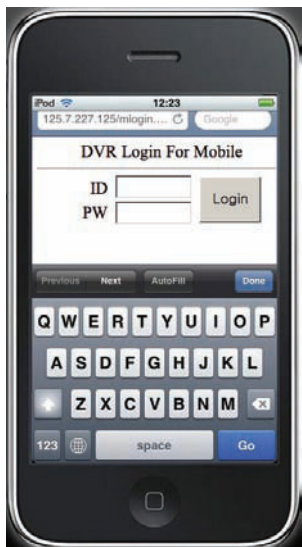 iPod 12:23
125.7.227.125/mlogin.... Google
DVR Login For Mobile
ID
Login
PW
Previous Next AutoFill Done
Q W E R T Y U I O P
A S D F G H J K L
Z X C V B N M
123 space Go